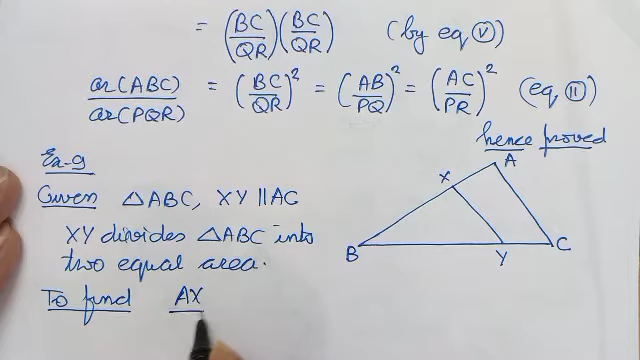 = (BC/QR)(BC/QR) (by eq Ⓥ)
ar(ABC)/ar(PQR) = (BC/QR)² = (AB/PQ)² = (AC/PR)² (eq Ⅱ)
hence proved
Ex-9
Given △ABC, XY ∥ AC
XY divides △ABC into
two equal area.
To find AX
A
X
B
Y
C